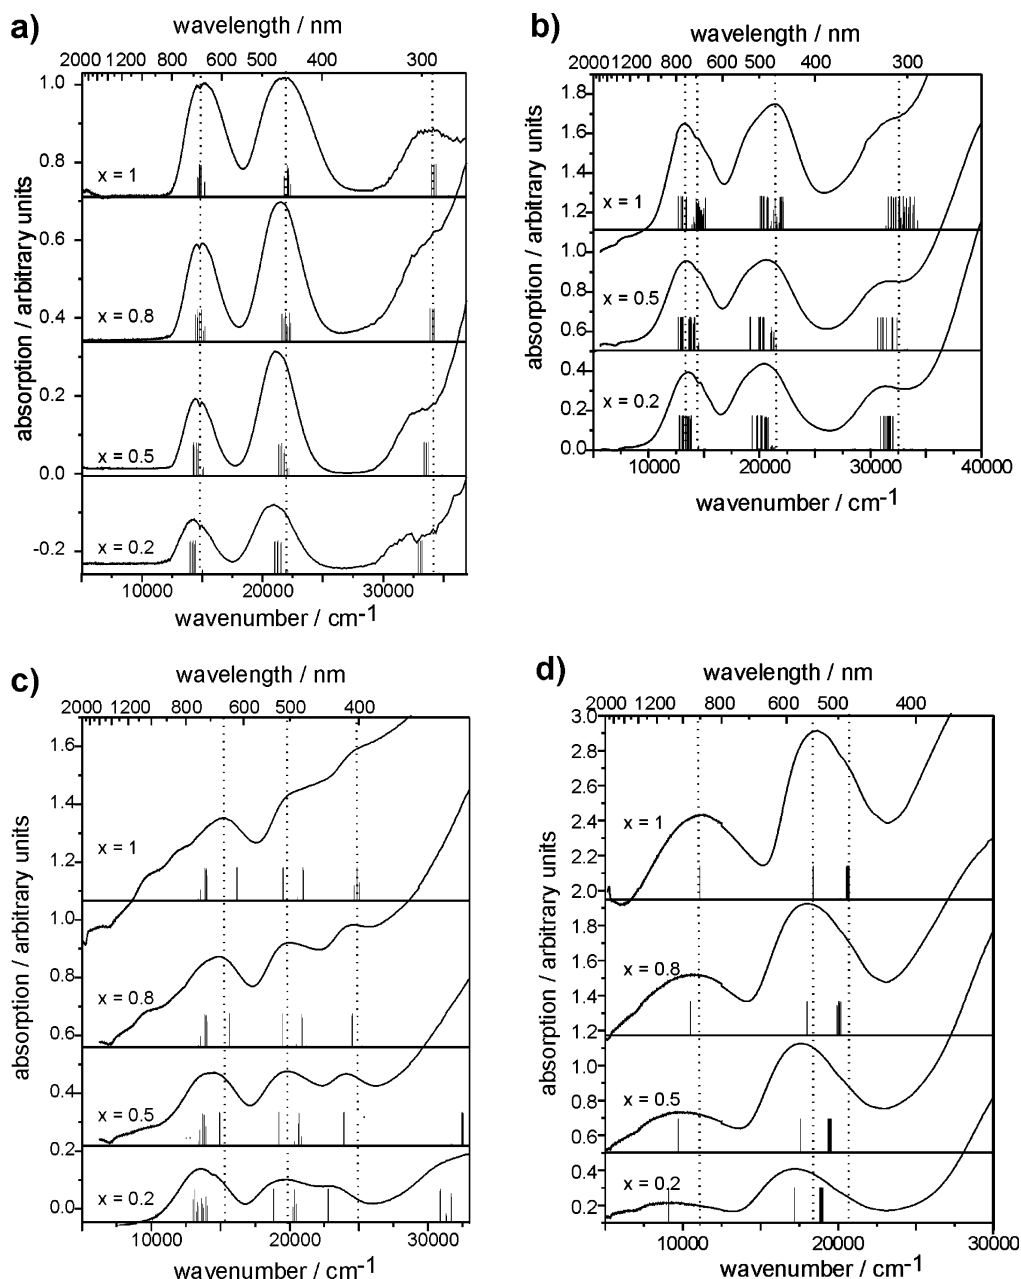 a)
wavelength / nm
2000 1200 800 600 500 400 300
absorption / arbitrary units
1.0
0.8
0.6
0.4
0.2
0.0
-0.2
x = 1
x = 0.8
x = 0.5
x = 0.2
10000 20000 30000
wavenumber / cm-1
b)
wavelength / nm
2000 1200 800 600 500 400 300
absorption / arbitrary units
1.8
1.6
1.4
1.2
1.0
0.8
0.6
0.4
0.2
0.0
x = 1
x = 0.5
x = 0.2
10000 20000 30000 40000
wavenumber / cm-1
c)
wavelength / nm
2000 1200 800 600 500 400
absorption / arbitrary units
1.6
1.4
1.2
1.0
0.8
0.6
0.4
0.2
0.0
x = 1
x = 0.8
x = 0.5
x = 0.2
10000 20000 30000
wavenumber / cm-1
d)
wavelength / nm
2000 1200 800 600 500 400
absorption / arbitrary units
3.0
2.8
2.6
2.4
2.2
2.0
1.8
1.6
1.4
1.2
1.0
0.8
0.6
0.4
0.2
x = 1
x = 0.8
x = 0.5
x = 0.2
10000 20000 30000
wavenumber / cm-1